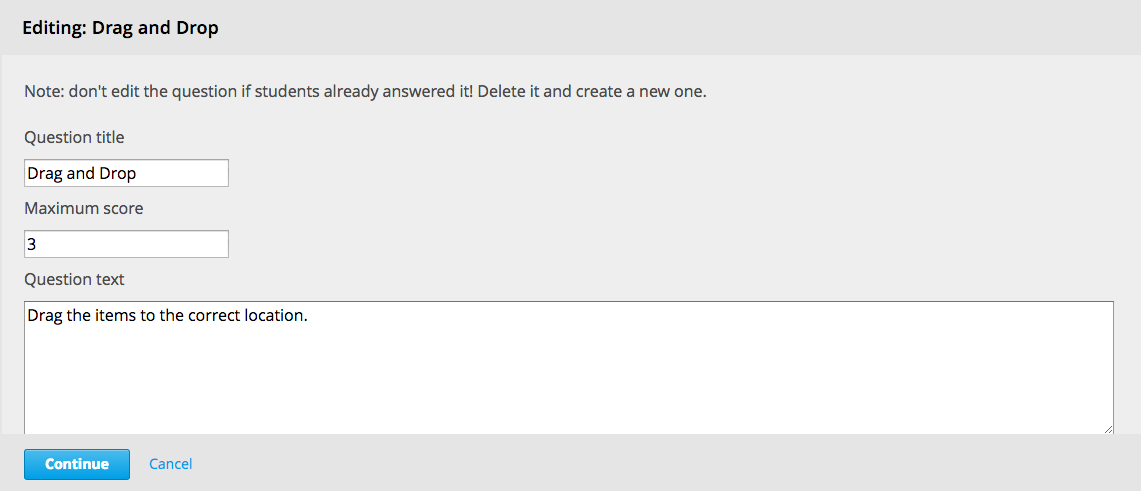 Editing: Drag and Drop
Note: don't edit the question if students already answered it! Delete it and create a new one.
Question title
Drag and Drop
Maximum score
3
Question text
Drag the items to the correct location.
Continue Cancel